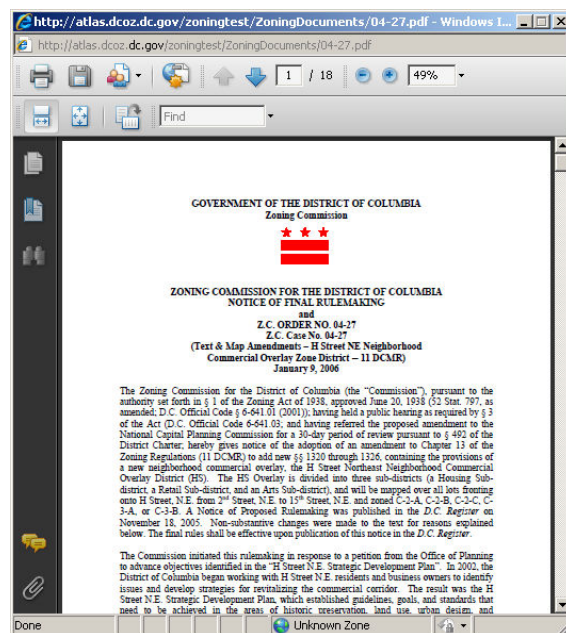 http://atlas.dcoz.dc.gov/zoningtest/ZoningDocuments/04-27.pdf - Windows I...
http://atlas.dcoz.dc.gov/zoningtest/ZoningDocuments/04-27.pdf
1 / 18 49%
Find
GOVERNMENT OF THE DISTRICT OF COLUMBIA
Zoning Commission
ZONING COMMISSION FOR THE DISTRICT OF COLUMBIA
NOTICE OF FINAL RULEMAKING
and
Z.C. ORDER NO. 04-27
Z.C. Case No. 04-27
(Text & Map Amendments – H Street NE Neighborhood
Commercial Overlay Zone District – 11 DCMR)
January 9, 2006
The Zoning Commission for the District of Columbia (the “Commission”), pursuant to the
authority set forth in § 1 of the Zoning Act of 1938, approved June 20, 1938 (52 Stat. 797, as
amended; D.C. Official Code § 6-641.01 (2001)); having held a public hearing as required by § 3
of the Act (D.C. Official Code 6-641.03; and having referred the proposed amendment to the
National Capital Planning Commission for a 30-day period of review pursuant to § 492 of the
District Charter; hereby gives notice of the adoption of an amendment to Chapter 13 of the
Zoning Regulations (11 DCMR) to add new §§ 1320 through 1326, containing the provisions of
a new neighborhood commercial overlay, the H Street Northeast Neighborhood Commercial
Overlay District (HS). The HS Overlay is divided into three sub-districts (a Housing Sub-
district, a Retail Sub-district, and an Arts Sub-district), and will be mapped over all lots fronting
onto H Street, N.E. from 2nd Street, N.E. to 15th Street, N.E. and zoned C-2-A, C-2-B, C-2-C, C-
3-A, or C-3-B. A Notice of Proposed Rulemaking was published in the D.C. Register on
November 18, 2005. Non-substantive changes were made to the text for reasons explained
below. The final rules shall be effective upon publication of this notice in the D.C. Register.
The Commission initiated this rulemaking in response to a petition from the Office of Planning
to advance objectives identified in the “H Street N.E. Strategic Development Plan”. In 2002, the
District of Columbia began working with H Street N.E. residents and business owners to identify
issues and develop strategies for revitalizing the commercial corridor. The result was the H
Street N.E. Strategic Development Plan, which established guidelines, goals, and standards that
need to be achieved in the areas of historic preservation, land use, urban design, and
Done Unknown Zone